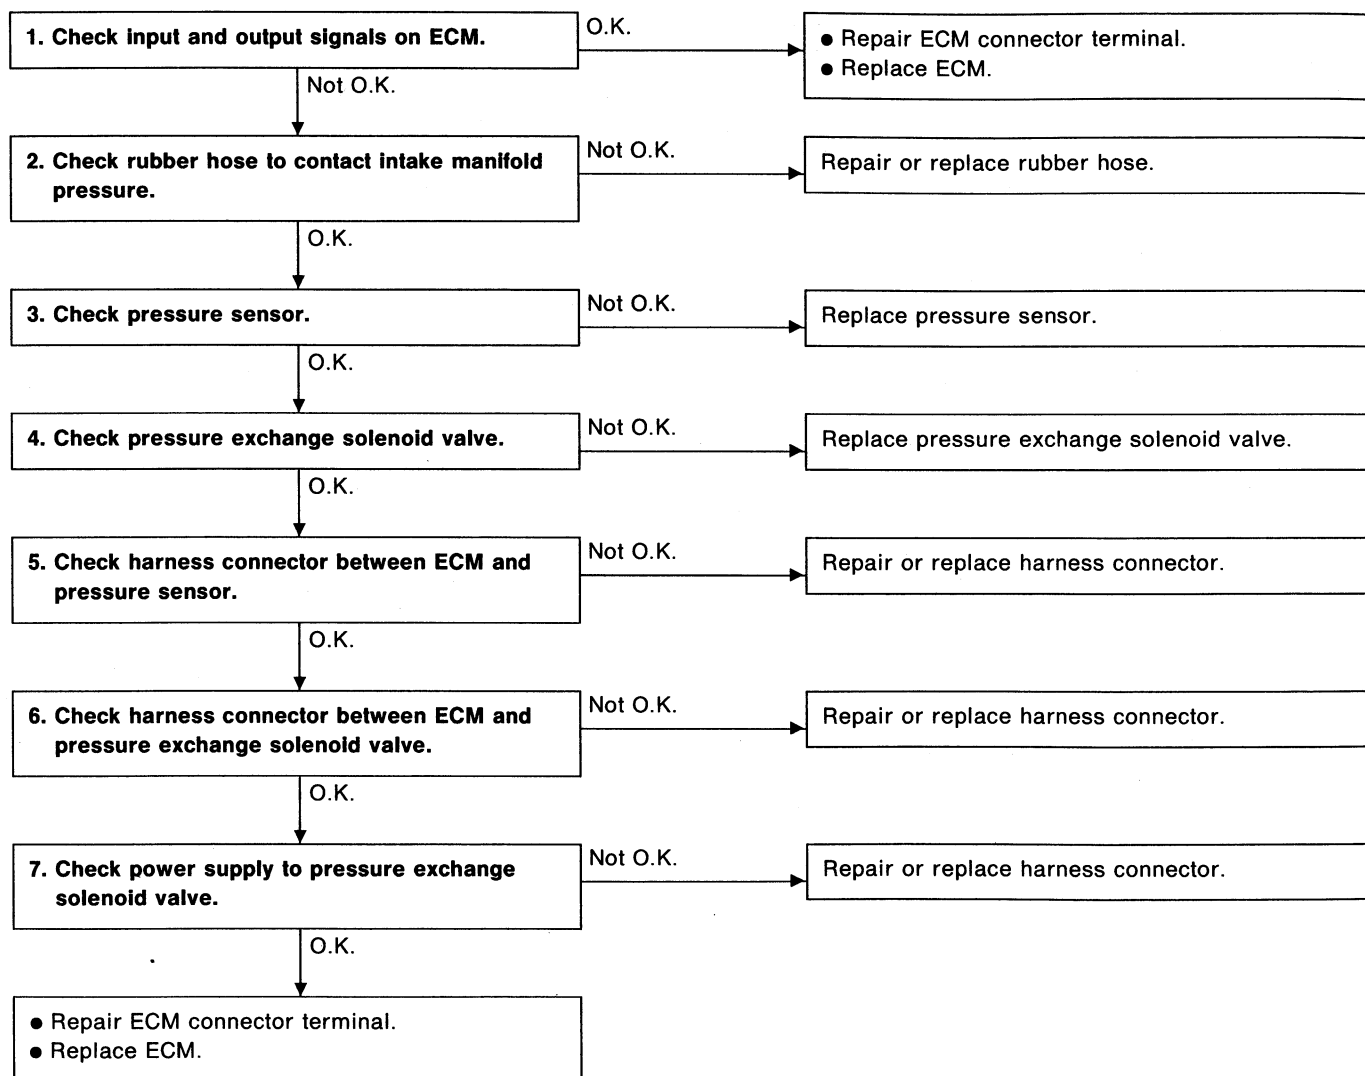 1. Check input and output signals on ECM.
O.K.
● Repair ECM connector terminal.
● Replace ECM.
Not O.K.
2. Check rubber hose to contact intake manifold
pressure.
Not O.K.
Repair or replace rubber hose.
O.K.
3. Check pressure sensor.
Not O.K.
Replace pressure sensor.
O.K.
4. Check pressure exchange solenoid valve.
Not O.K.
Replace pressure exchange solenoid valve.
O.K.
5. Check harness connector between ECM and
pressure sensor.
Not O.K.
Repair or replace harness connector.
O.K.
6. Check harness connector between ECM and
pressure exchange solenoid valve.
Not O.K.
Repair or replace harness connector.
O.K.
7. Check power supply to pressure exchange
solenoid valve.
Not O.K.
Repair or replace harness connector.
O.K.
● Repair ECM connector terminal.
● Replace ECM.